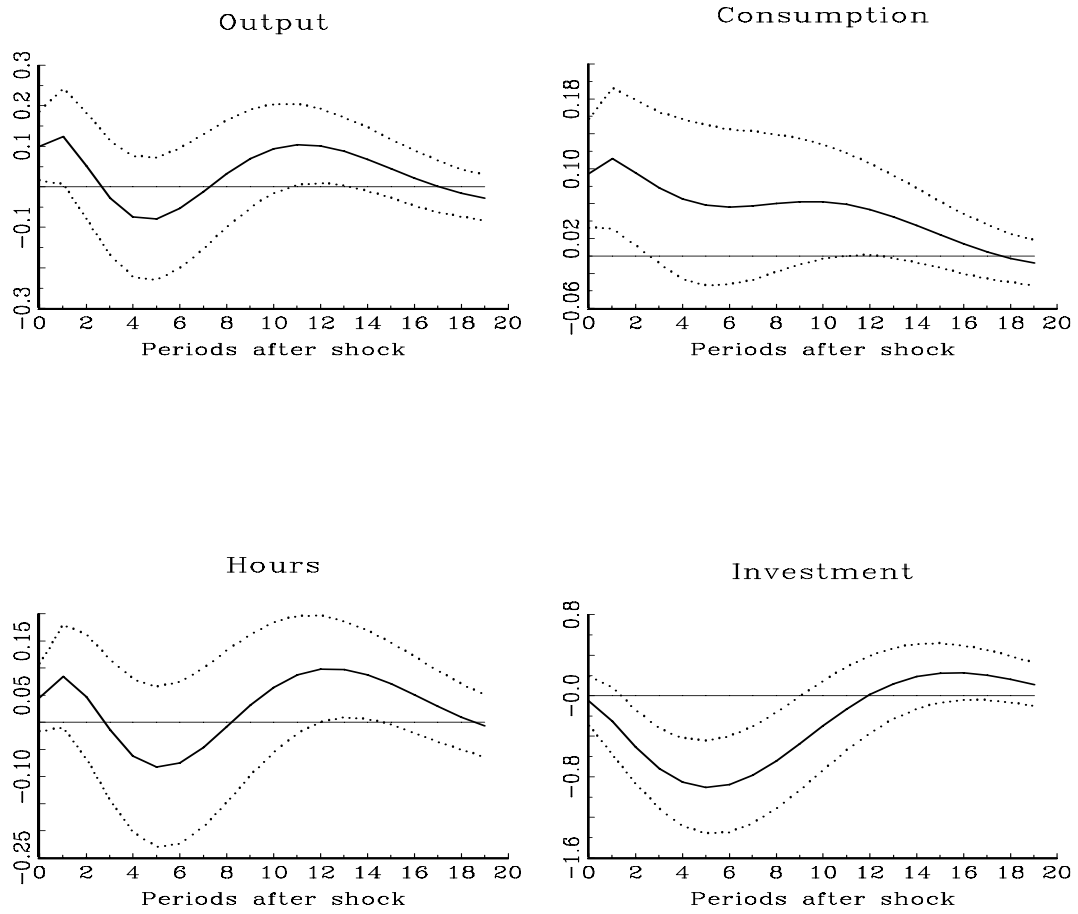 Output
0.3
0.2
0.1
−0.1
−0.3
0 2 4 6 8 10 12 14 16 18 20
Periods after shock
Consumption
0.18
0.10
0.02
−0.06
0 2 4 6 8 10 12 14 16 18 20
Periods after shock
Hours
0.15
0.05
−0.10
−0.25
0 2 4 6 8 10 12 14 16 18 20
Periods after shock
Investment
0.8
−0.0
−0.8
−1.6
0 2 4 6 8 10 12 14 16 18 20
Periods after shock